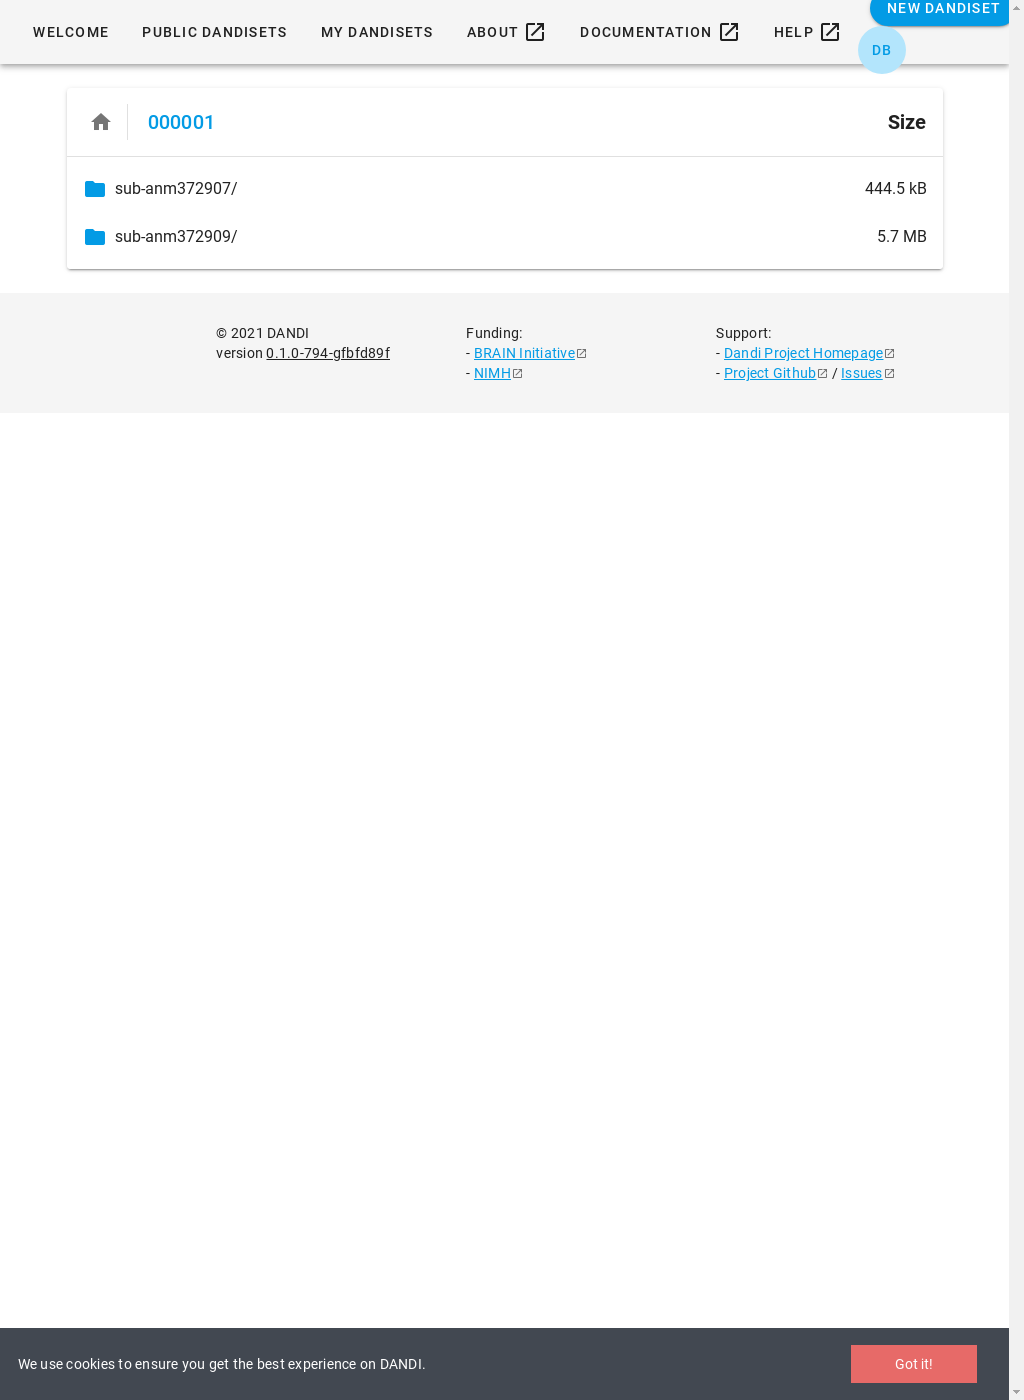 NEW DANDISET
WELCOME PUBLIC DANDISETS MY DANDISETS ABOUT DOCUMENTATION HELP
DB
000001 Size
sub-anm372907/ 444.5 kB
sub-anm372909/ 5.7 MB
© 2021 DANDI
version 0.1.0-794-gfbfd89f
Funding:
- BRAIN Initiative
- NIMH
Support:
- Dandi Project Homepage
- Project Github / Issues
We use cookies to ensure you get the best experience on DANDI. Got it!